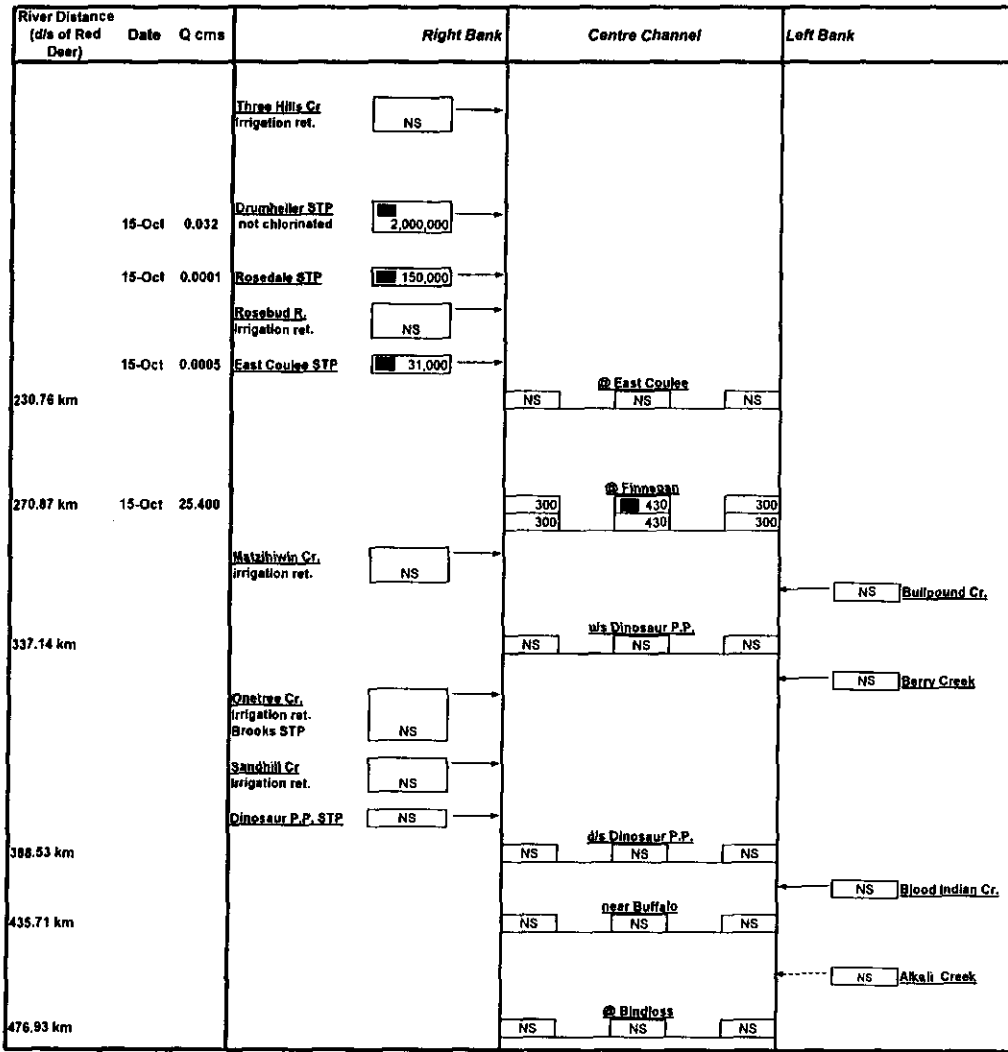 River Distance (d/s of Red Deer) Date Q cms Right Bank Centre Channel Left Bank
Three Hills Cr
Irrigation ret.
NS
Drumheller STP
15-Oct 0.032 not chlorinated 2,000,000
15-Oct 0.0001 Rosedale STP 150,000
Rosebud R.
Irrigation ret.
NS
15-Oct 0.0005 East Coulee STP 31,000
@ East Coulee
230.76 km NS NS NS
@ Finnegan
270.87 km 15-Oct 25.400 300 430 300
300 430 300
Matzihiwin Cr.
Irrigation ret.
NS
NS Bullpound Cr.
u/s Dinosaur P.P.
337.14 km NS NS NS
NS Berry Creek
Onetree Cr.
Irrigation ret.
Brooks STP NS
Sandhill Cr
Irrigation ret.
NS
Dinosaur P.P. STP NS
d/s Dinosaur P.P.
388.53 km NS NS NS
NS Blood Indian Cr.
near Buffalo
435.71 km NS NS NS
NS Alkali Creek
@ Bindloss
476.93 km NS NS NS